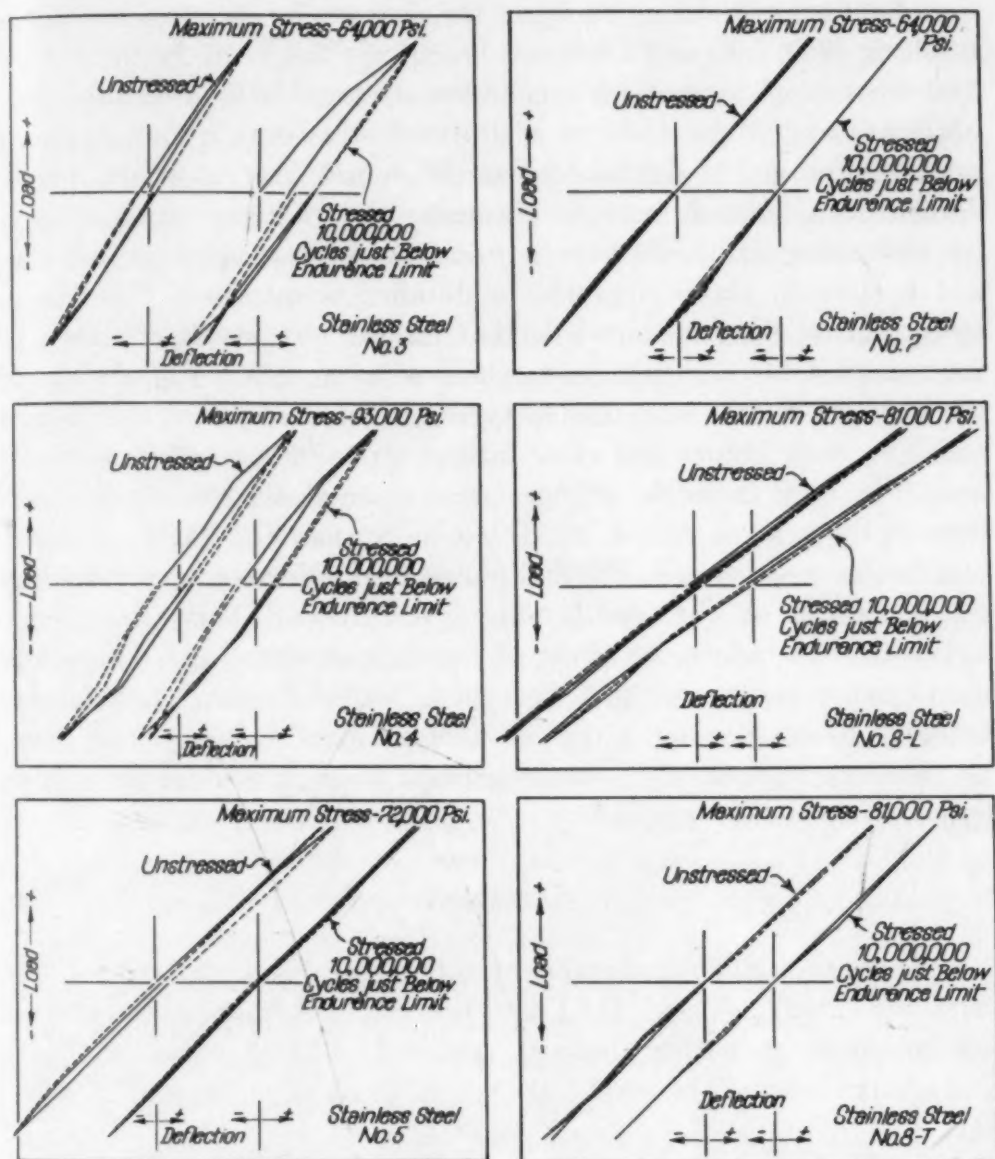 Maximum Stress-64,000 Psi.
Unstressed
- Load +
Stressed
10,000,000
Cycles just Below
Endurance Limit
- + - +
Deflection
Stainless Steel
No.3
Maximum Stress-64,000
Psi.
Unstressed
- Load +
Stressed
10,000,000
Cycles just Below
Endurance Limit
Deflection
- + - +
Stainless Steel
No.7
Maximum Stress-93,000 Psi.
Unstressed
- Load +
Stressed
10,000,000
Cycles just Below
Endurance Limit
- + - +
Deflection
Stainless Steel
No.4
Maximum Stress-81,000 Psi.
Unstressed
- Load +
Stressed 10,000,000
Cycles just Below
Endurance Limit
Deflection
- + - +
Stainless Steel
No.8-L
Maximum Stress-72,000 Psi.
Unstressed
- Load +
Stressed
10,000,000
Cycles just Below
Endurance Limit
- + - +
Deflection
Stainless Steel
No.5
Maximum Stress-81,000 Psi.
Unstressed
- Load +
Stressed
10,000,000
Cycles just Below
Endurance Limit
Deflection
- + - +
Stainless Steel
No.8-T